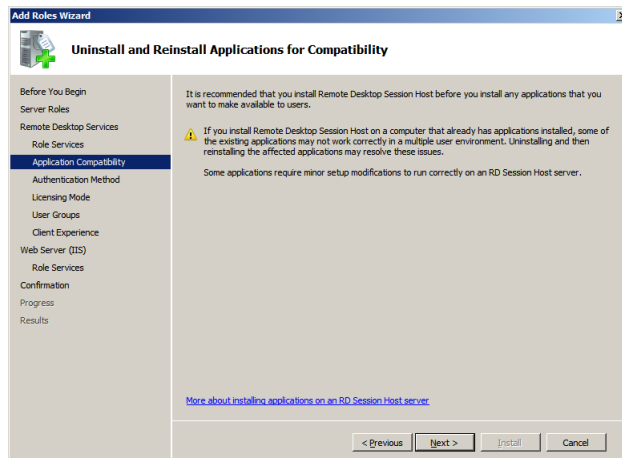 Add Roles Wizard
Uninstall and Reinstall Applications for Compatibility
Before You Begin
Server Roles
Remote Desktop Services
Role Services
Application Compatibility
Authentication Method
Licensing Mode
User Groups
Client Experience
Web Server (IIS)
Role Services
Confirmation
Progress
Results
It is recommended that you install Remote Desktop Session Host before you install any applications that you
want to make available to users.
If you install Remote Desktop Session Host on a computer that already has applications installed, some of
the existing applications may not work correctly in a multiple user environment. Uninstalling and then
reinstalling the affected applications may resolve these issues.
Some applications require minor setup modifications to run correctly on an RD Session Host server.
More about installing applications on an RD Session Host server
< Previous
Next >
Install
Cancel